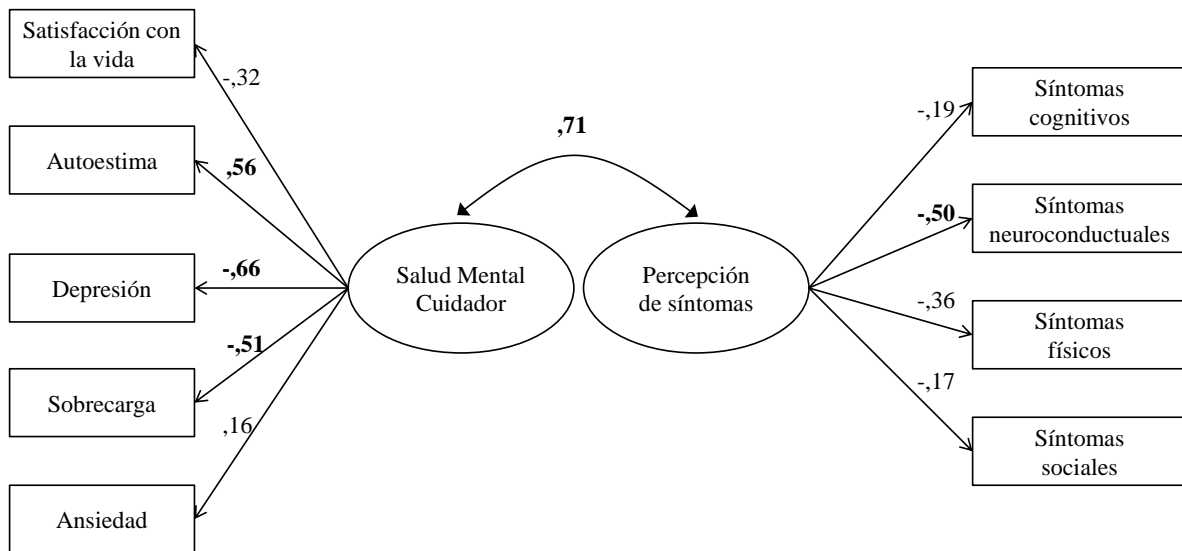 Satisfacción con
la vida
-,32
Autoestima
,56
Depresión
-,66
Sobrecarga
-,51
Ansiedad
,16
,71
Salud Mental
Cuidador
Percepción
de síntomas
-,19
Síntomas
cognitivos
-,50
Síntomas
neuroconductuales
-,36
Síntomas
físicos
-,17
Síntomas
sociales